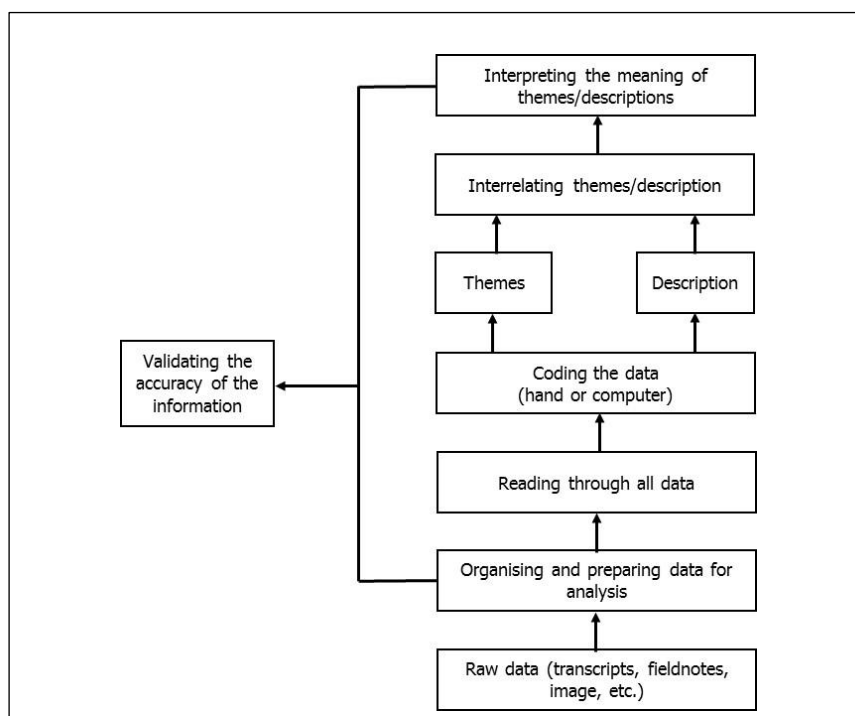 Interpreting the meaning of
themes/descriptions
Interrelating themes/description
Themes
Description
Validating the
accuracy of the
information
Coding the data
(hand or computer)
Reading through all data
Organising and preparing data for
analysis
Raw data (transcripts, fieldnotes,
image, etc.)